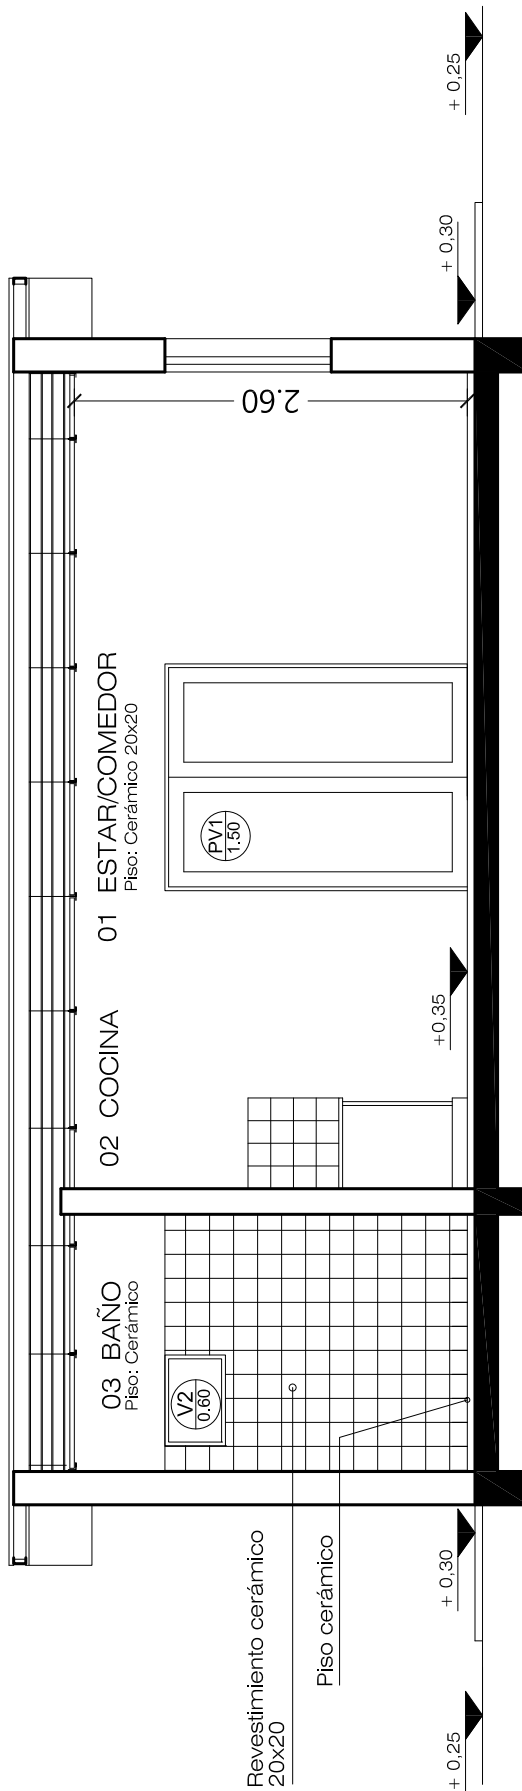 03 BAÑO
Piso: Cerámico
02 COCINA
01 ESTAR/COMEDOR
Piso: Cerámico 20x20
2.60
V2
0.60
PV1
1.50
Revestimiento cerámico
20x20
Piso cerámico
+ 0,25
+ 0,30
+0,35
+ 0,30
+ 0,25